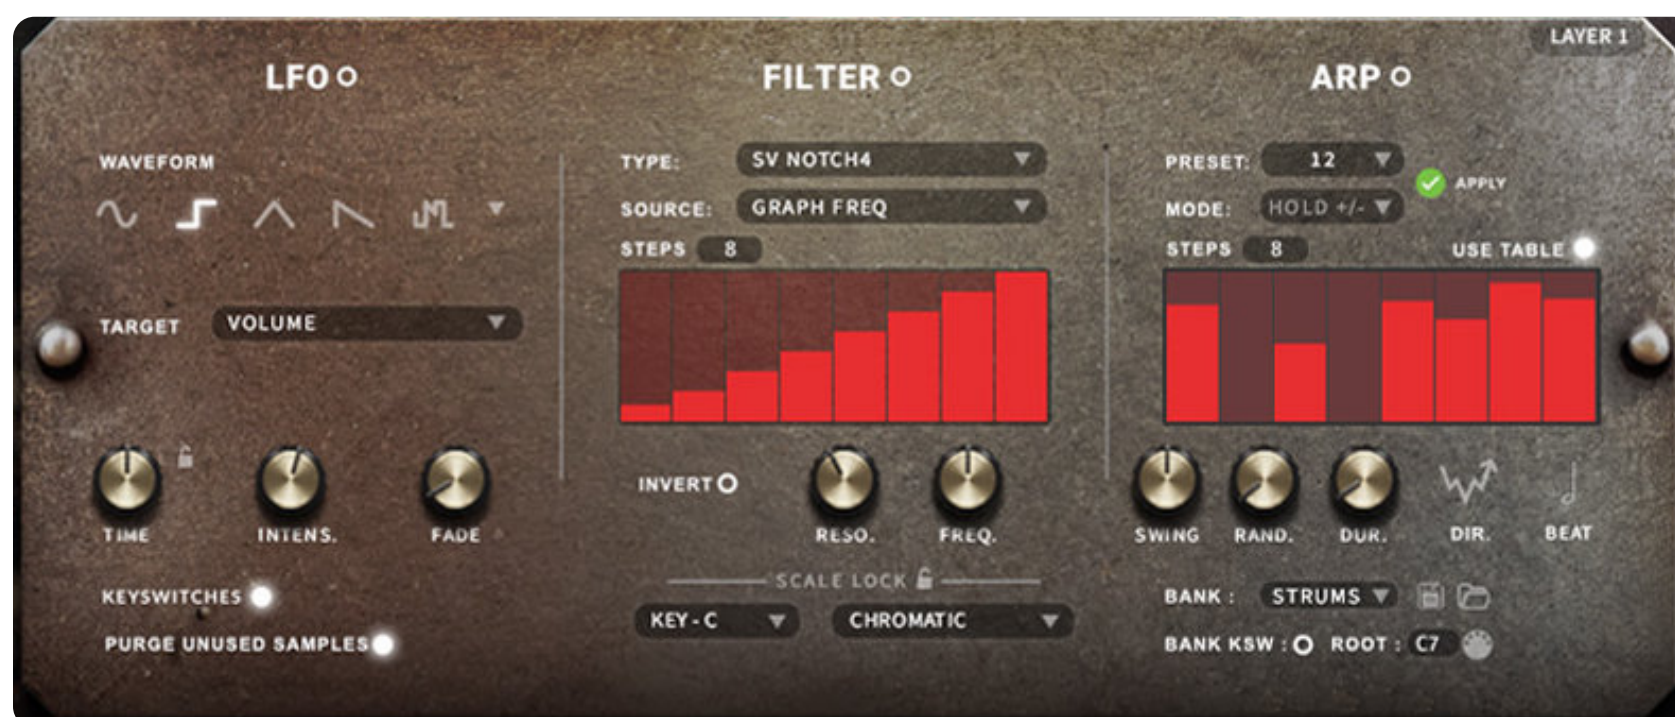 LAYER 1
LFO
WAVEFORM
TARGET VOLUME
TIME INTENS. FADE
KEYSWITCHES
PURGE UNUSED SAMPLES
FILTER
TYPE: SV NOTCH4
SOURCE: GRAPH FREQ
STEPS 8
INVERT
RESO. FREQ.
SCALE LOCK
KEY - C CHROMATIC
ARP
PRESET: 12
APPLY
MODE: HOLD +/-
STEPS 8 USE TABLE
SWING RAND. DUR. DIR. BEAT
BANK : STRUMS
BANK KSW : ROOT : C7